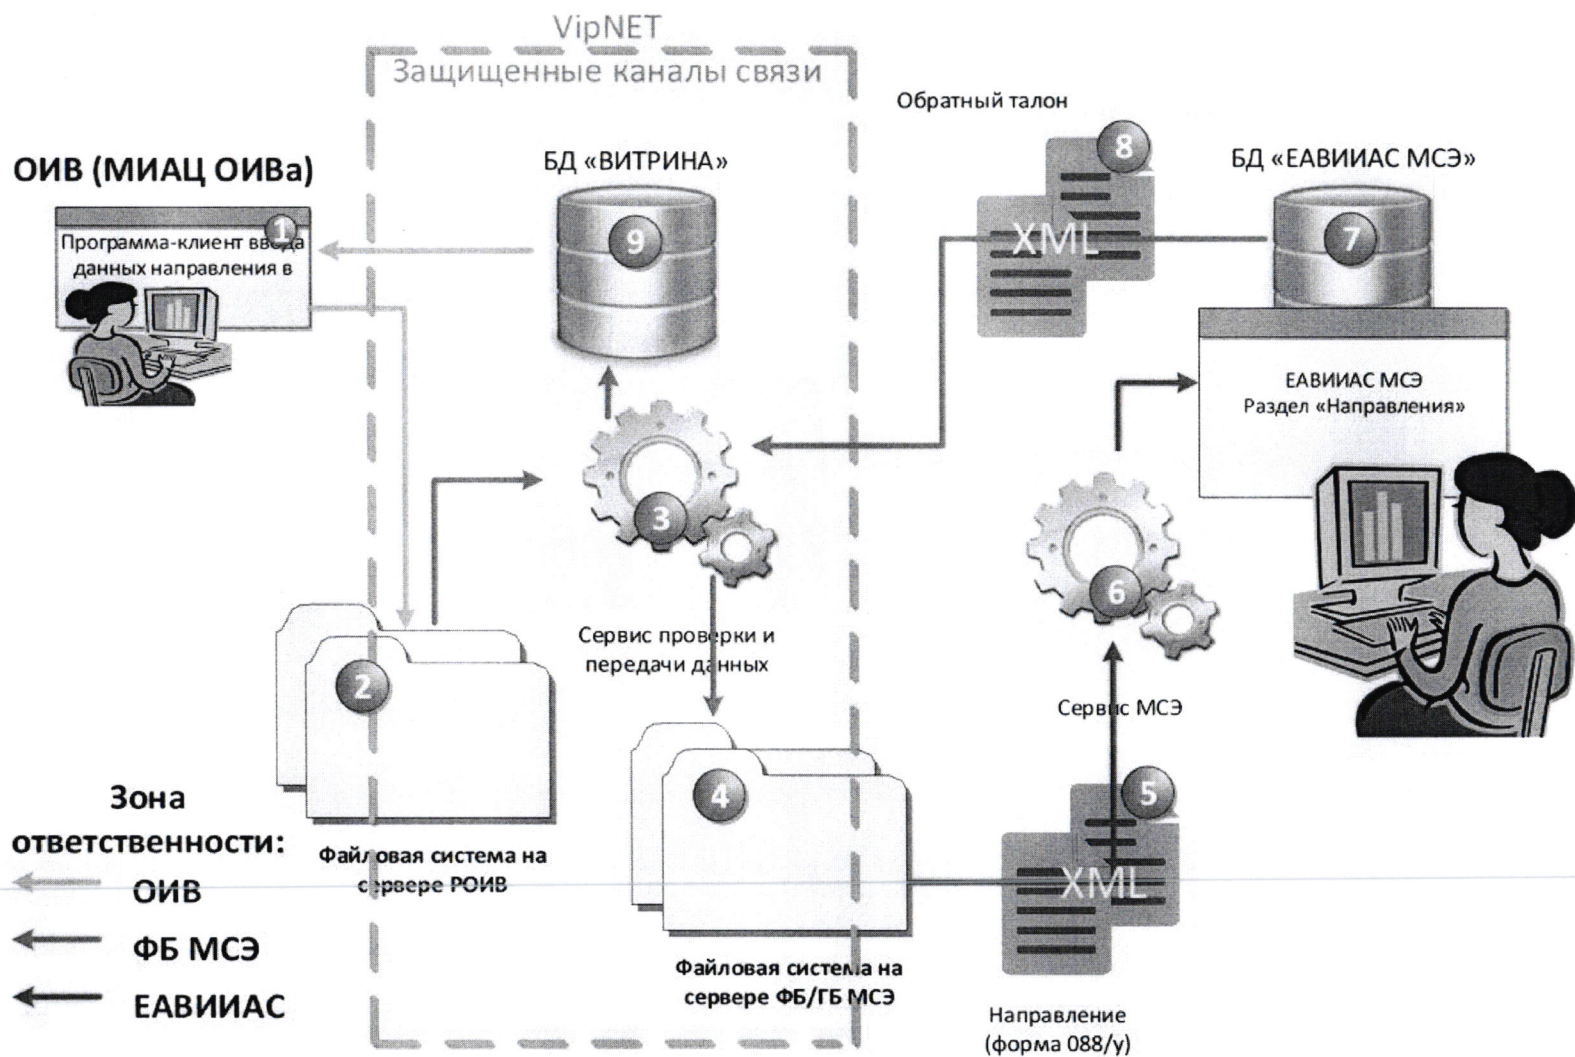 VipNET
Защищенные каналы связи
ОИВ (МИАЦ ОИВа)
1
Программа-клиент ввода
данных направления в
БД «ВИТРИНА»
9
Обратный талон
8
XML
БД «ЕАВИИАС МСЭ»
7
ЕАВИИАС МСЭ
Раздел «Направления»
3
Сервис проверки и
передачи данных
6
Сервис МСЭ
2
Файловая система на
сервере РОИВ
4
Файловая система на
сервере ФБ/ГБ МСЭ
5
XML
Направление
(форма 088/у)
Зона
ответственности:
ОИВ
ФБ МСЭ
ЕАВИИАС